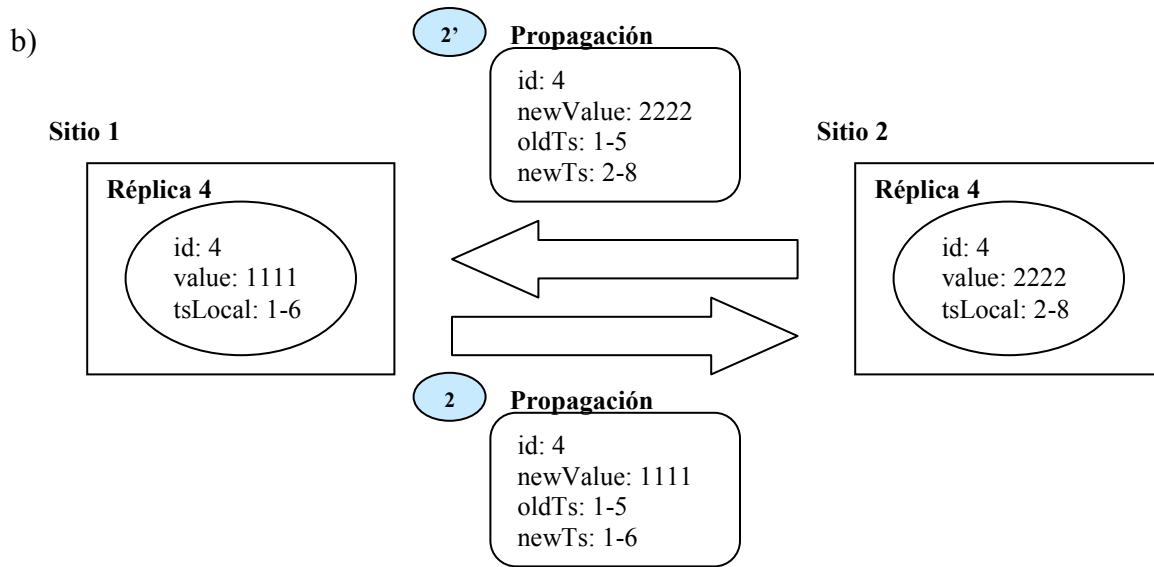 b)
2’ Propagación
id: 4
newValue: 2222
oldTs: 1-5
newTs: 2-8
Sitio 1
Réplica 4
id: 4
value: 1111
tsLocal: 1-6
Sitio 2
Réplica 4
id: 4
value: 2222
tsLocal: 2-8
2 Propagación
id: 4
newValue: 1111
oldTs: 1-5
newTs: 1-6